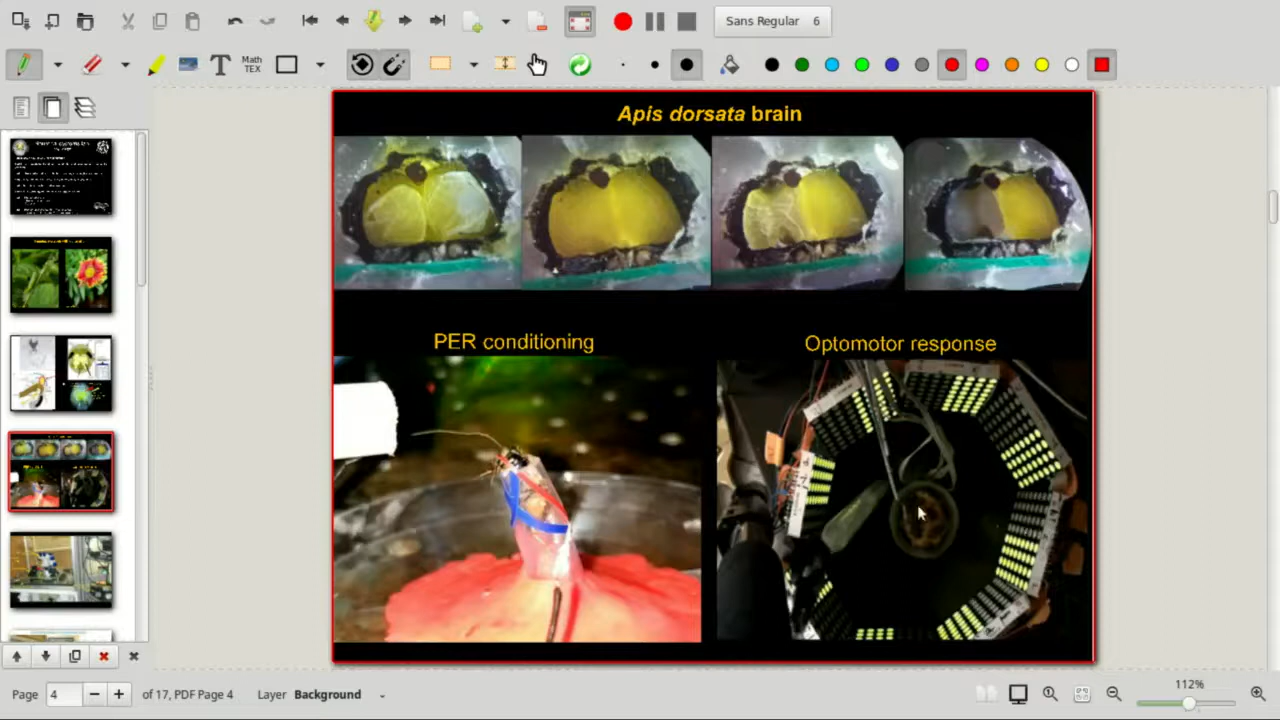 Sans Regular 6
Math
TEX
Apis dorsata brain
PER conditioning
Optomotor response
Page 4 of 17, PDF Page 4 Layer Background
112%